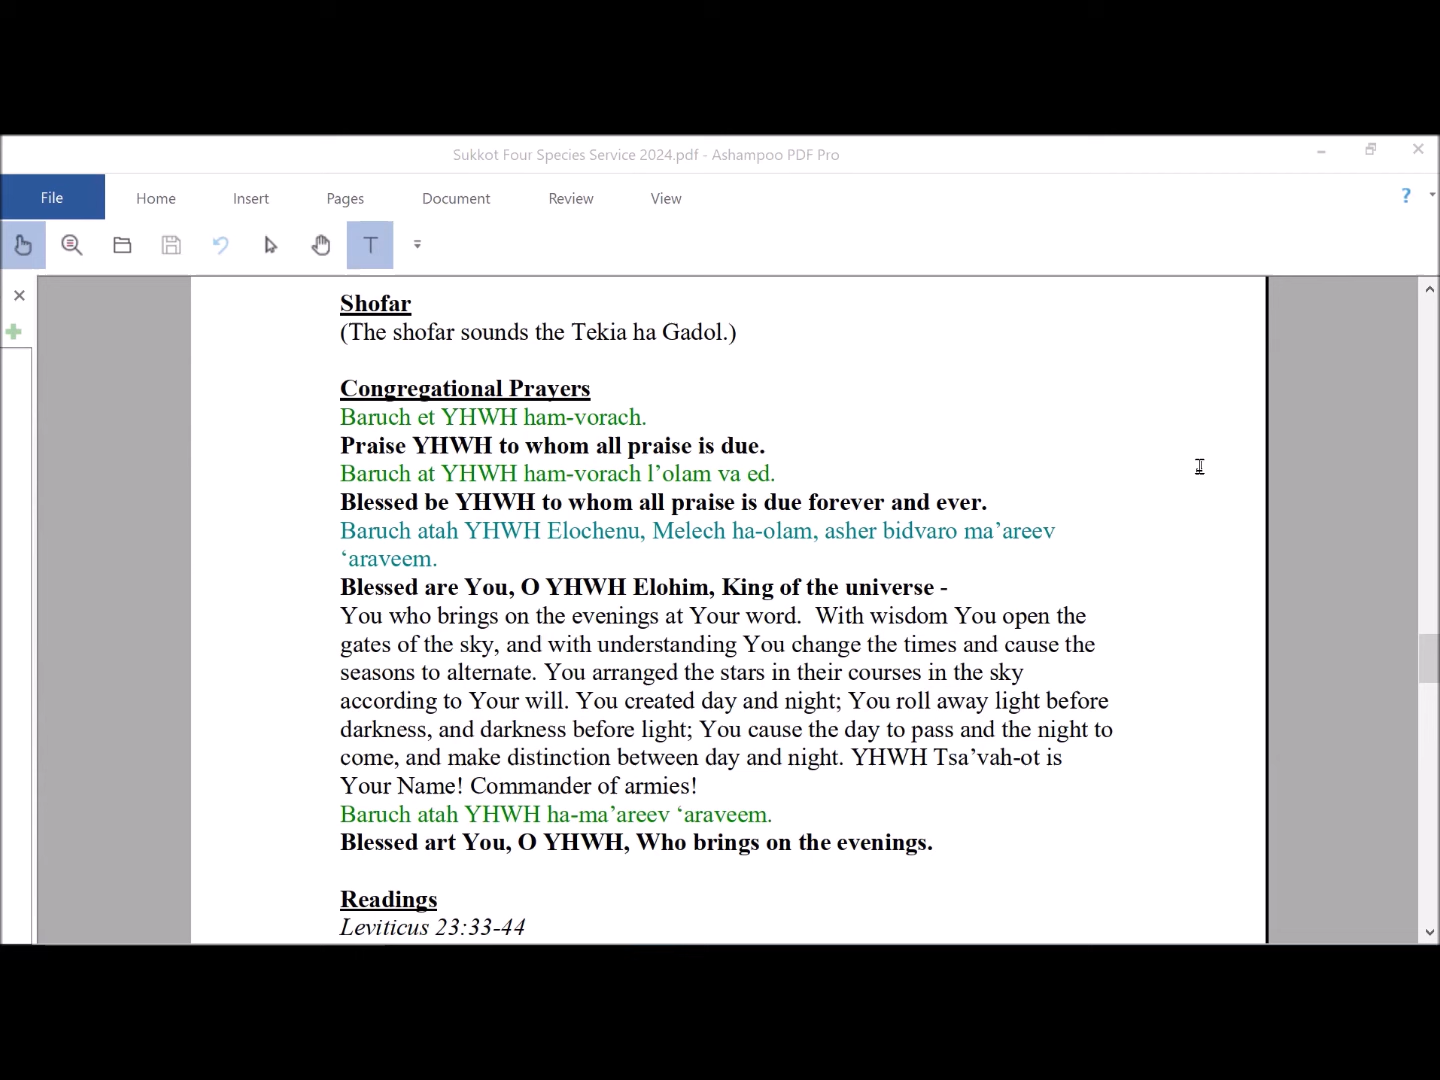 Sukkot Four Species Service 2024.pdf - Ashampoo PDF Pro
File Home Insert Pages Document Review View ?
T
Shofar
(The shofar sounds the Tekia ha Gadol.)
Congregational Prayers
Baruch et YHWH ham-vorach.
Praise YHWH to whom all praise is due.
Baruch at YHWH ham-vorach l’olam va ed.
Blessed be YHWH to whom all praise is due forever and ever.
Baruch atah YHWH Elochenu, Melech ha-olam, asher bidvaro ma’areev
‘araveem.
Blessed are You, O YHWH Elohim, King of the universe -
You who brings on the evenings at Your word.  With wisdom You open the
gates of the sky, and with understanding You change the times and cause the
seasons to alternate. You arranged the stars in their courses in the sky
according to Your will. You created day and night; You roll away light before
darkness, and darkness before light; You cause the day to pass and the night to
come, and make distinction between day and night. YHWH Tsa’vah-ot is
Your Name! Commander of armies!
Baruch atah YHWH ha-ma’areev ‘araveem.
Blessed art You, O YHWH, Who brings on the evenings.
Readings
Leviticus 23:33-44